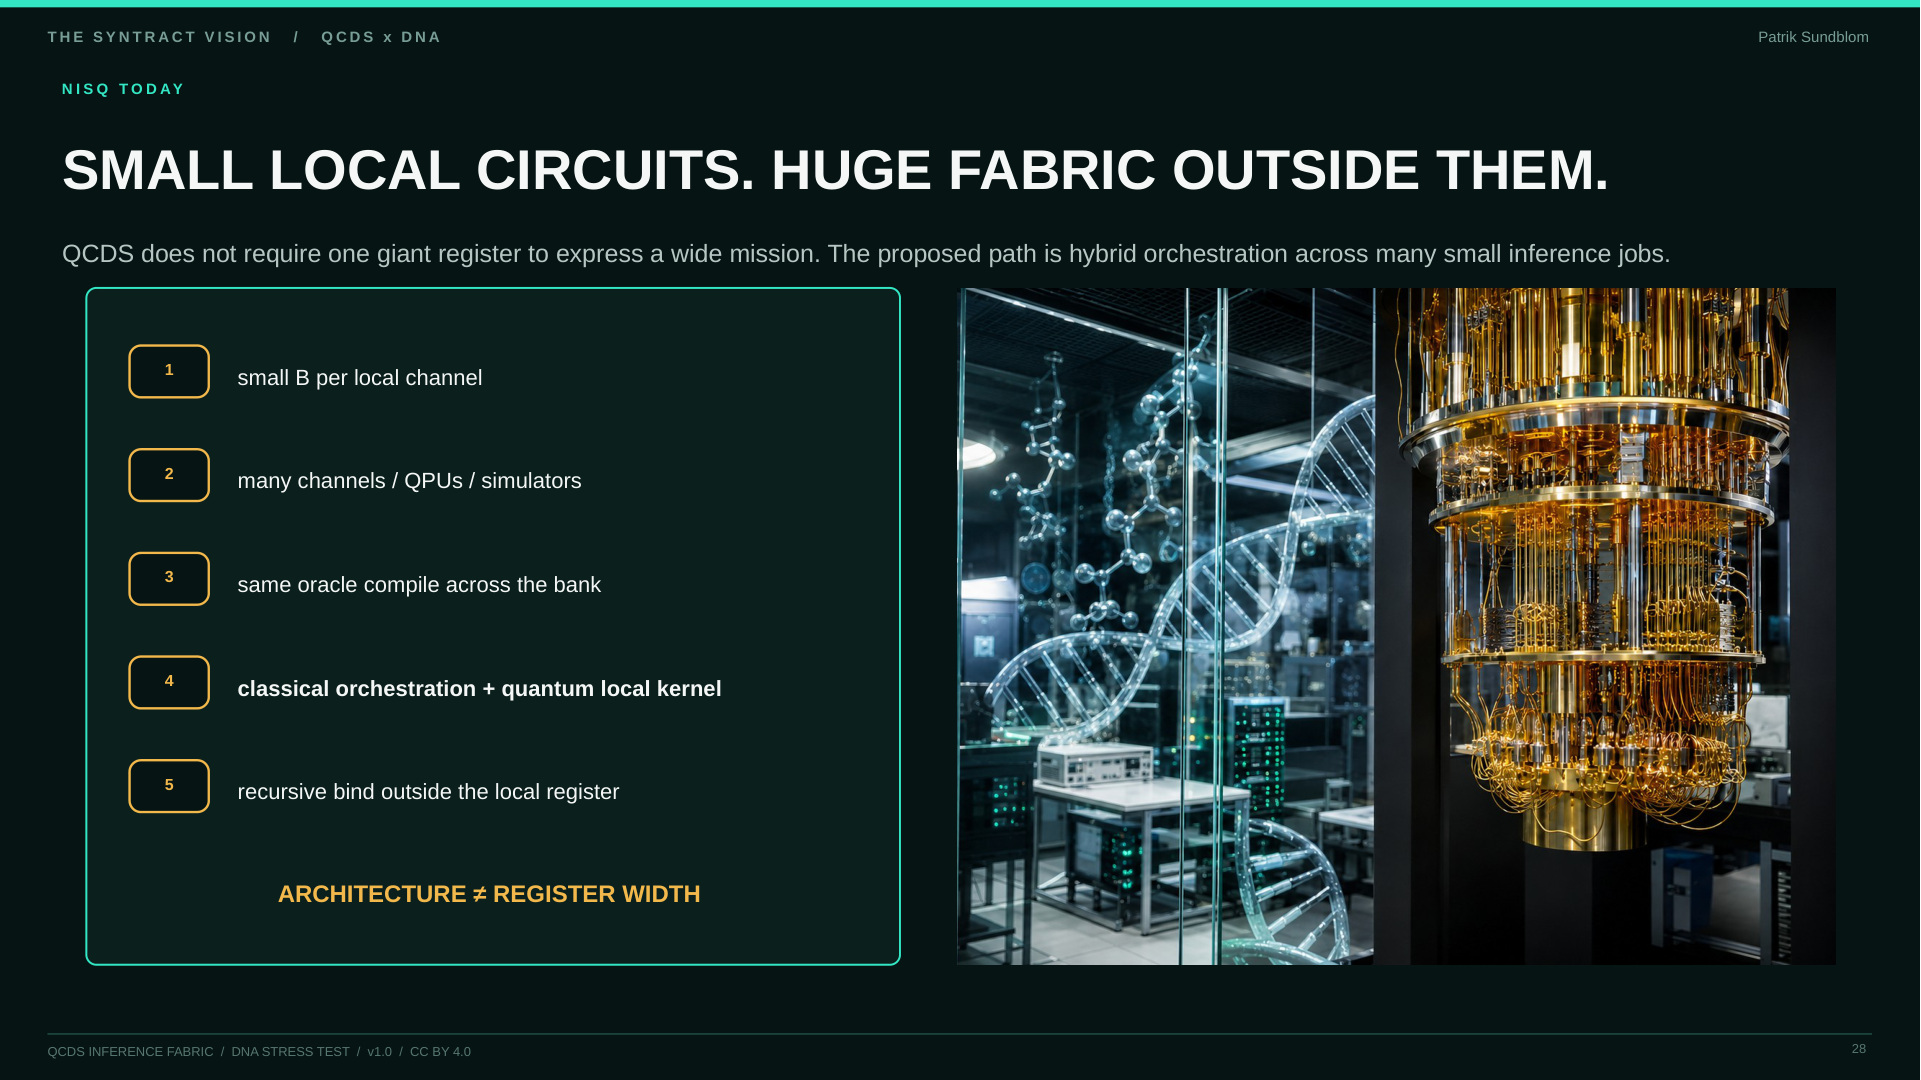 THE SYNTRACT VISION / QCDS x DNA
Patrik Sundblom
NISQ TODAY
SMALL LOCAL CIRCUITS. HUGE FABRIC OUTSIDE THEM.
QCDS does not require one giant register to express a wide mission. The proposed path is hybrid orchestration across many small inference jobs.
1 small B per local channel
2 many channels / QPUs / simulators
3 same oracle compile across the bank
4 classical orchestration + quantum local kernel
5 recursive bind outside the local register
ARCHITECTURE ≠ REGISTER WIDTH
QCDS INFERENCE FABRIC / DNA STRESS TEST / v1.0 / CC BY 4.0
28